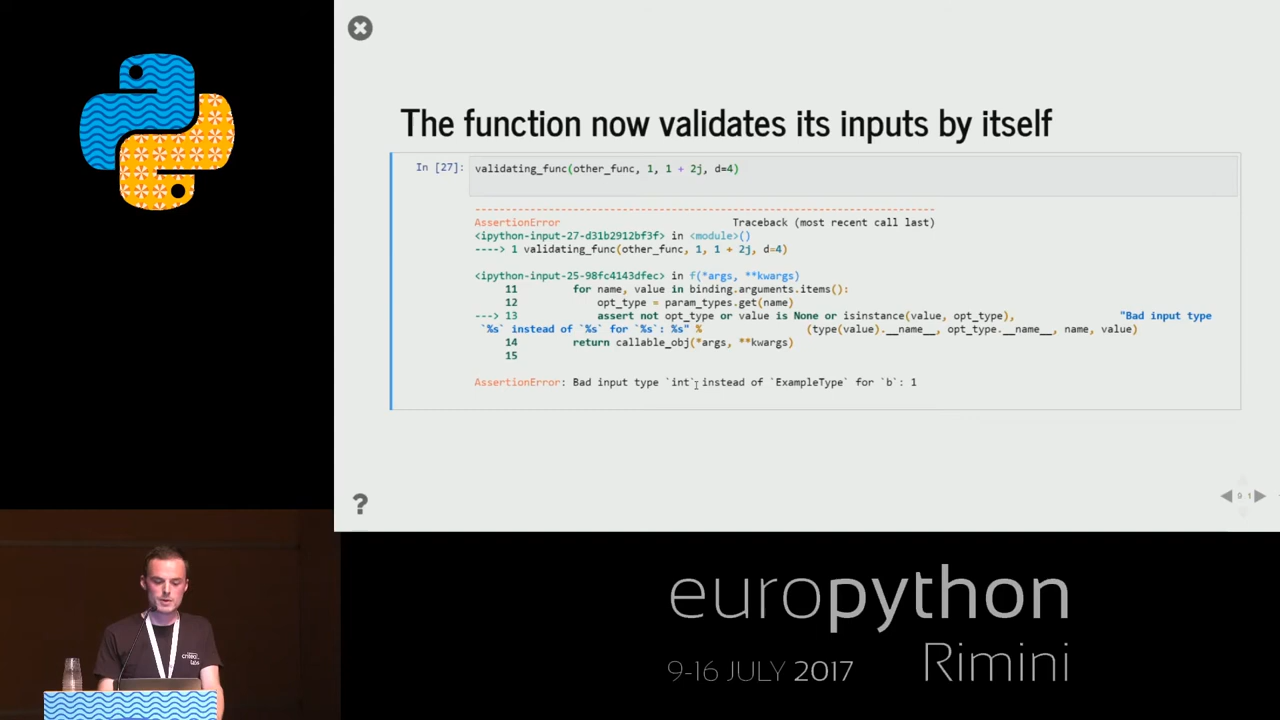 The function now validates its inputs by itself
In [27]: validating_func(other_func, 1, 1 + 2j, d=4)
---------------------------------------------------------------------------
AssertionError Traceback (most recent call last)
<ipython-input-27-d31b2912bf3f> in <module>()
----> 1 validating_func(other_func, 1, 1 + 2j, d=4)
<ipython-input-25-98fc4143dfec> in f(*args, **kwargs)
11 for name, value in binding.arguments.items():
12 opt_type = param_types.get(name)
---> 13 assert not opt_type or value is None or isinstance(value, opt_type), "Bad input type
`%s` instead of `%s` for `%s`: %s" % (type(value).__name__, opt_type.__name__, name, value)
14 return callable_obj(*args, **kwargs)
15
AssertionError: Bad input type `int` instead of `ExampleType` for `b`: 1
?
9 1
criteo
labs
europython
9-16 JULY 2017 Rimini